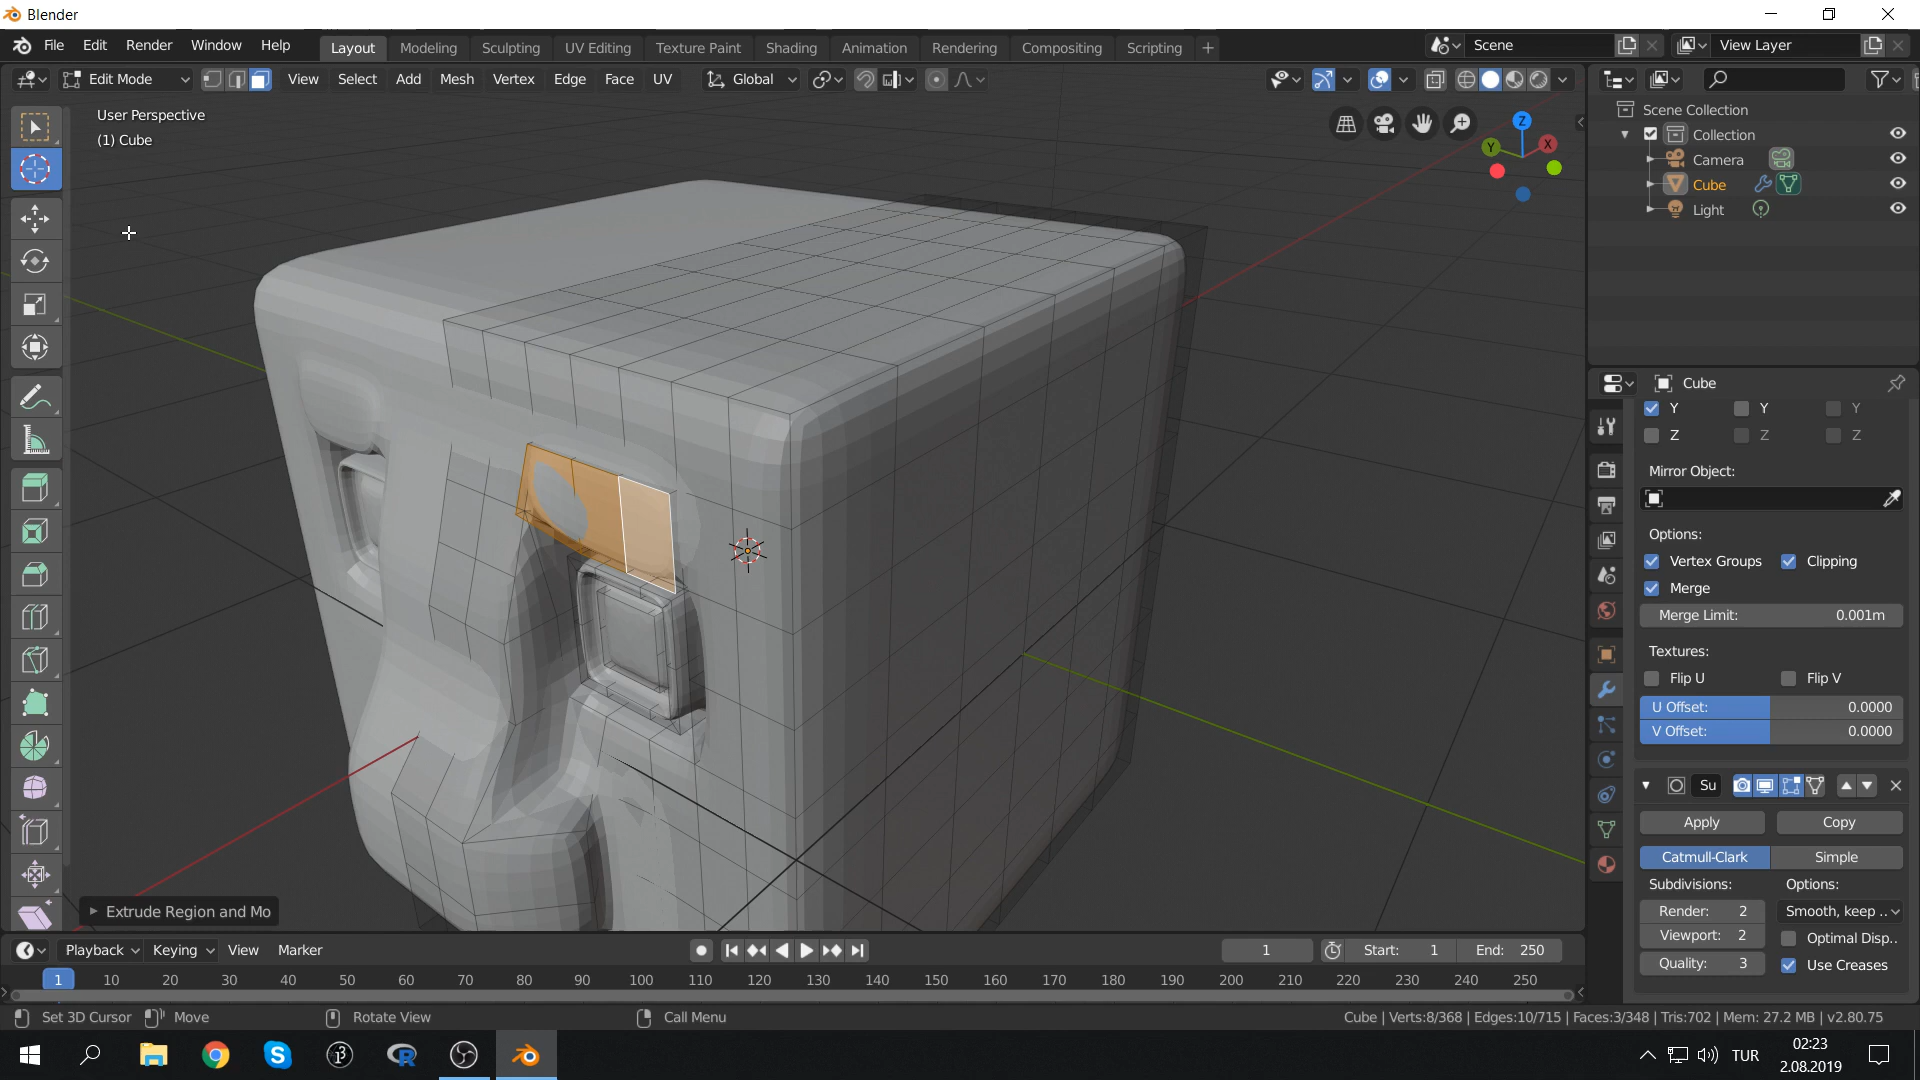 Blender
File Edit Render Window Help
Layout Modeling Sculpting UV Editing Texture Paint Shading Animation Rendering Compositing Scripting +
Scene
View Layer
Edit Mode View Select Add Mesh Vertex Edge Face UV Global
User Perspective
(1) Cube
Z
Y X
Scene Collection
Collection
Camera
Cube
Light
Cube
Y Y Y
Z Z Z
Mirror Object:
Options:
Vertex Groups Clipping
Merge
Merge Limit: 0.001m
Textures:
Flip U Flip V
U Offset: 0.0000
V Offset: 0.0000
Su
Apply Copy
Catmull-Clark Simple
Subdivisions: Options:
Render: 2 Smooth, keep ..
Viewport: 2 Optimal Disp..
Quality: 3 Use Creases
Extrude Region and Mo
Playback Keying View Marker
1 Start: 1 End: 250
1 10 20 30 40 50 60 70 80 90 100 110 120 130 140 150 160 170 180 190 200 210 220 230 240 250
Set 3D Cursor Move Rotate View Call Menu
Cube | Verts:8/368 | Edges:10/715 | Faces:3/348 | Tris:702 | Mem: 27.2 MB | v2.80.75
TUR
02:23
2.08.2019